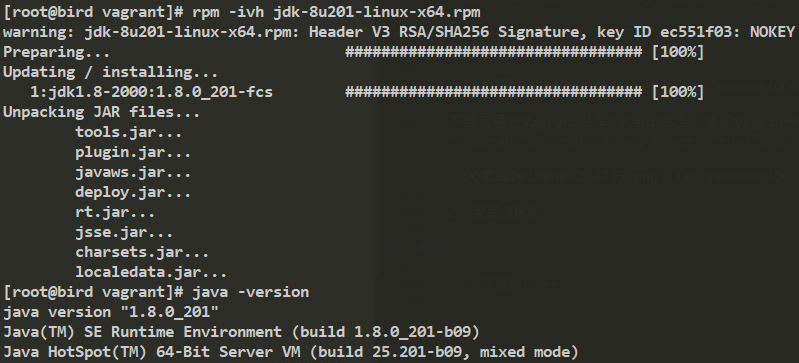 [root@bird vagrant]# rpm -ivh jdk-8u201-linux-x64.rpm
warning: jdk-8u201-linux-x64.rpm: Header V3 RSA/SHA256 Signature, key ID ec551f03: NOKEY
Preparing... ################################# [100%]
Updating / installing...
1:jdk1.8-2000:1.8.0_201-fcs ################################# [100%]
Unpacking JAR files...
tools.jar...
plugin.jar...
javaws.jar...
deploy.jar...
rt.jar...
jsse.jar...
charsets.jar...
localedata.jar...
[root@bird vagrant]# java -version
java version "1.8.0_201"
Java(TM) SE Runtime Environment (build 1.8.0_201-b09)
Java HotSpot(TM) 64-Bit Server VM (build 25.201-b09, mixed mode)